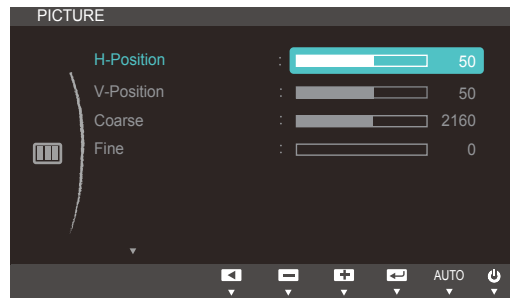 PICTURE
H-Position : 50
V-Position : 50
Coarse : 2160
Fine : 0
AUTO